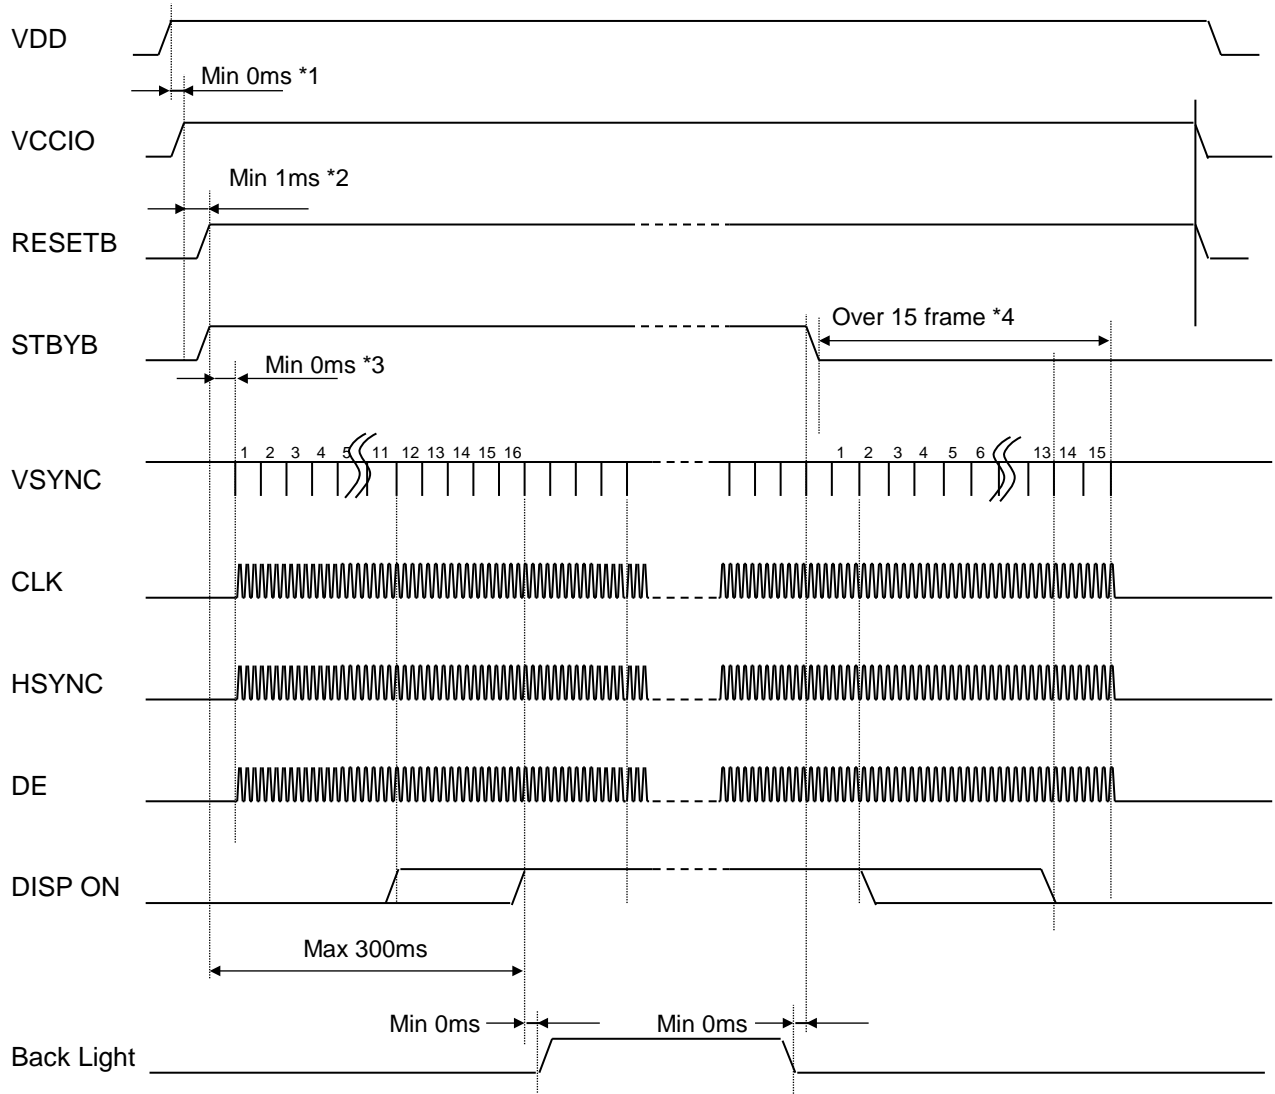 VDD
Min 0ms *1
VCCIO
Min 1ms *2
RESETB
Over 15 frame *4
STBYB
Min 0ms *3
1 2 3 4 5 11 12 13 14 15 16 1 2 3 4 5 6 13 14 15
VSYNC
CLK
HSYNC
DE
DISP ON
Max 300ms
Min 0ms Min 0ms
Back Light